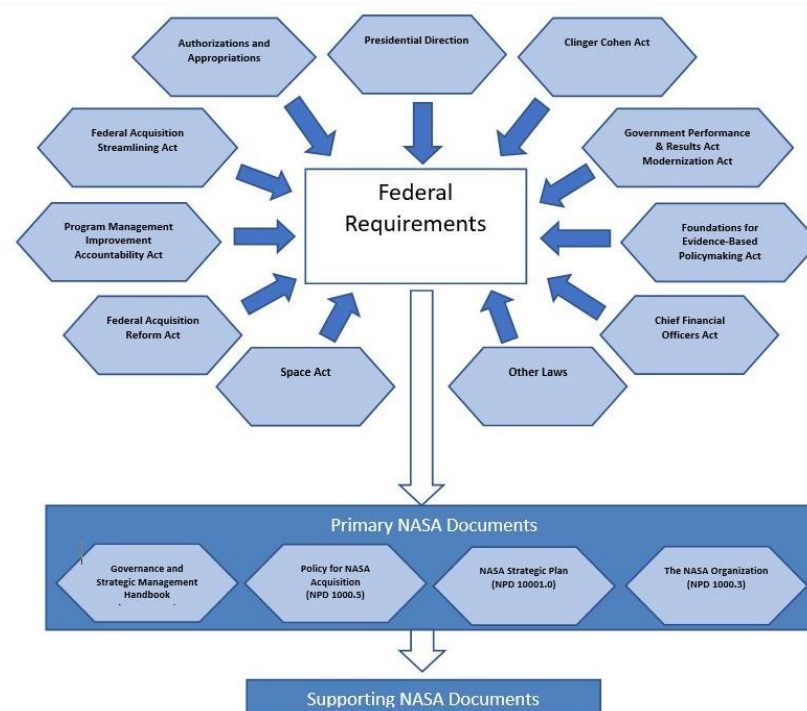 Authorizations and
Appropriations
Presidential Direction
Clinger Cohen Act
Federal Acquisition
Streamlining Act
Government Performance
& Results Act
Modernization Act
Federal
Requirements
Program Management
Improvement
Accountability Act
Foundations for
Evidence-Based
Policymaking Act
Federal Acquisition
Reform Act
Chief Financial
Officers Act
Space Act
Other Laws
Primary NASA Documents
Governance and
Strategic Management
Handbook
Policy for NASA
Acquisition
(NPD 1000.5)
NASA Strategic Plan
(NPD 10001.0)
The NASA Organization
(NPD 1000.3)
Supporting NASA Documents